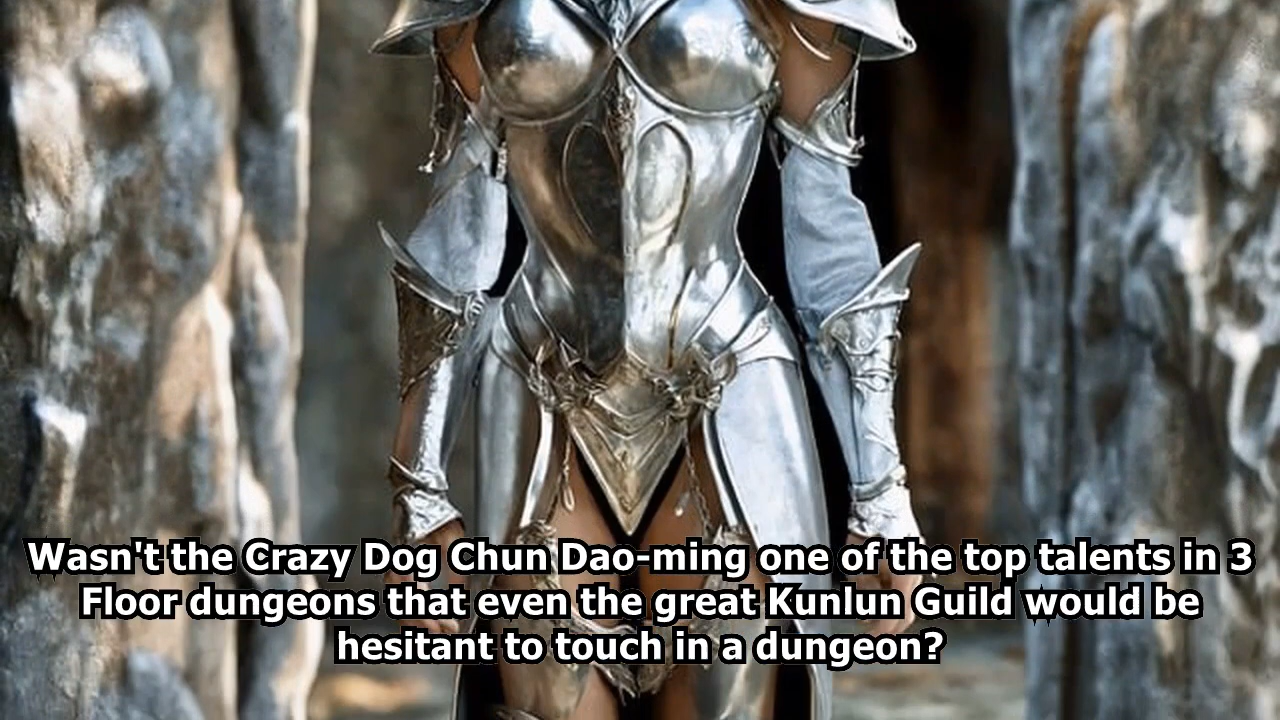 Wasn't the Crazy Dog Chun Dao-ming one of the top talents in 3
Floor dungeons that even the great Kunlun Guild would be
hesitant to touch in a dungeon?